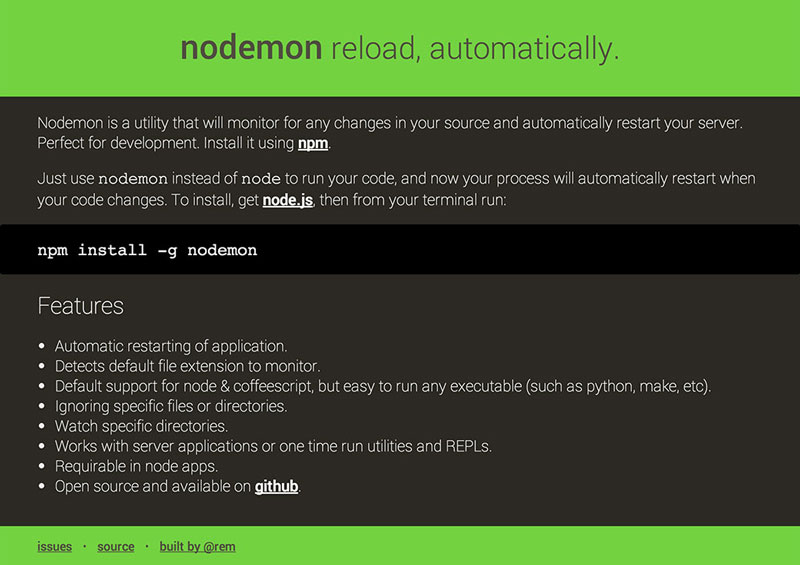 nodemon reload, automatically.
Nodemon is a utility that will monitor for any changes in your source and automatically restart your server.
Perfect for development. Install it using npm.
Just use nodemon instead of node to run your code, and now your process will automatically restart when
your code changes. To install, get node.js, then from your terminal run:
npm install -g nodemon
Features
• Automatic restarting of application.
• Detects default file extension to monitor.
• Default support for node & coffeescript, but easy to run any executable (such as python, make, etc).
• Ignoring specific files or directories.
• Watch specific directories.
• Works with server applications or one time run utilities and REPLs.
• Requirable in node apps.
• Open source and available on github.
issues • source • built by @rem